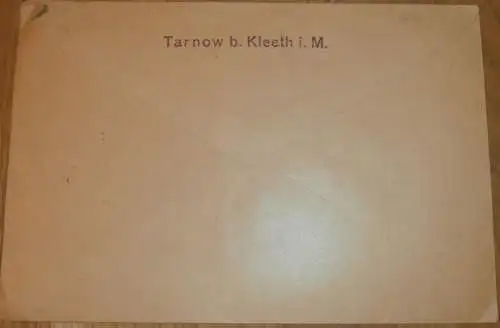 Tarnow b. Kleeth i. M.